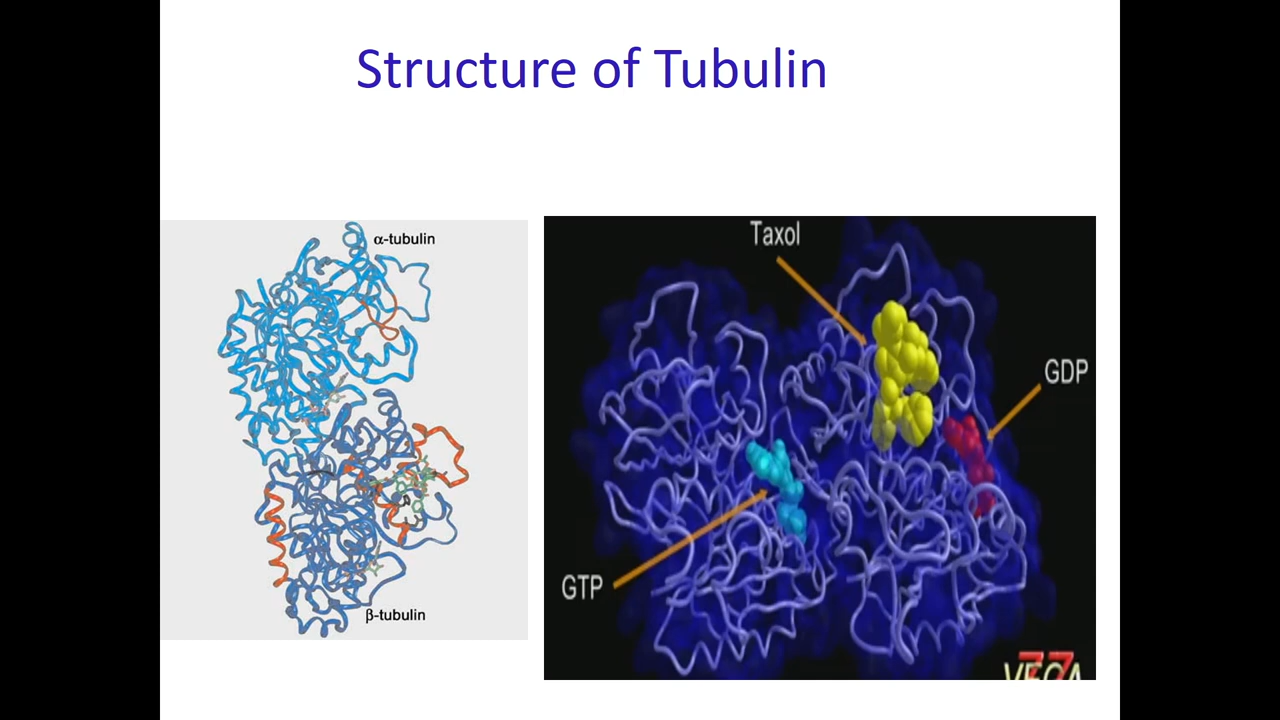 Structure of Tubulin
α-tubulin
β-tubulin
Taxol
GDP
GTP